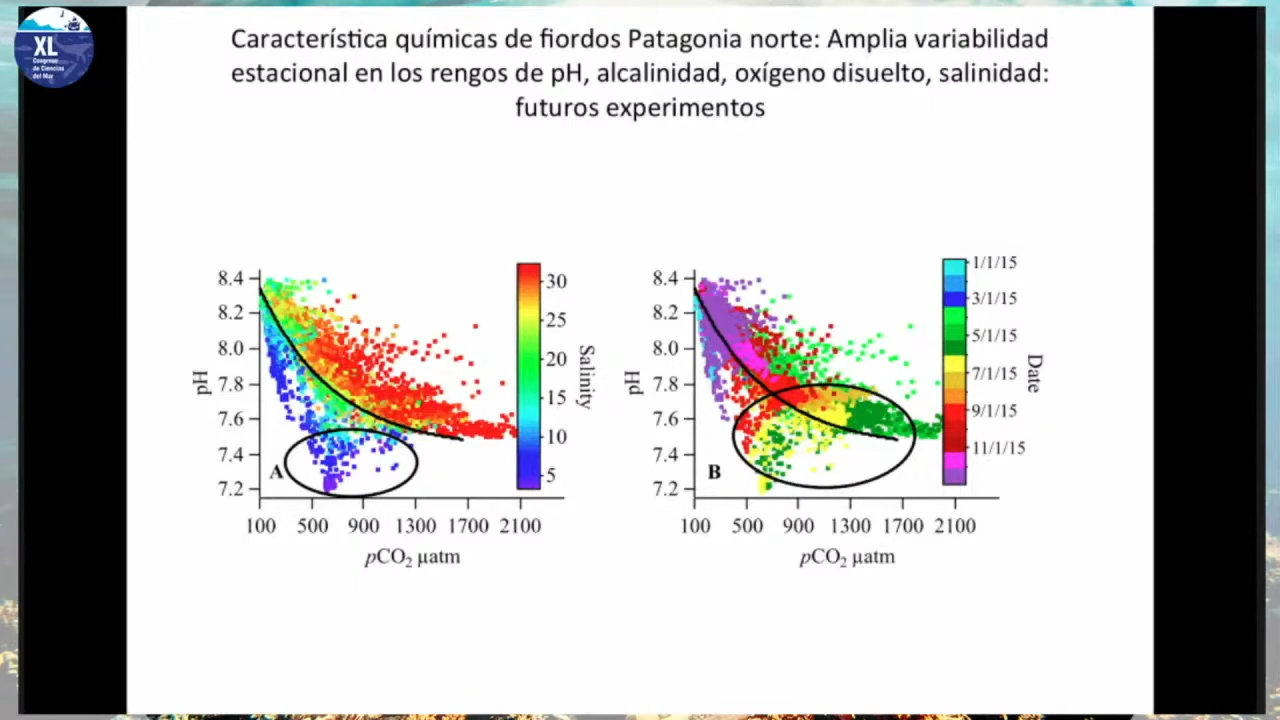 XL
Congreso
de Ciencias
del Mar
Característica químicas de fiordos Patagonia norte: Amplia variabilidad
estacional en los rengos de pH, alcalinidad, oxígeno disuelto, salinidad:
futuros experimentos
8.4
8.2
8.0
7.8
7.6
7.4
7.2
pH
A
100 500 900 1300 1700 2100
pCO₂ µatm
30
25
20
15
10
5
Salinity
8.4
8.2
8.0
7.8
7.6
7.4
7.2
pH
B
100 500 900 1300 1700 2100
pCO₂ µatm
1/1/15
3/1/15
5/1/15
7/1/15
9/1/15
11/1/15
Date